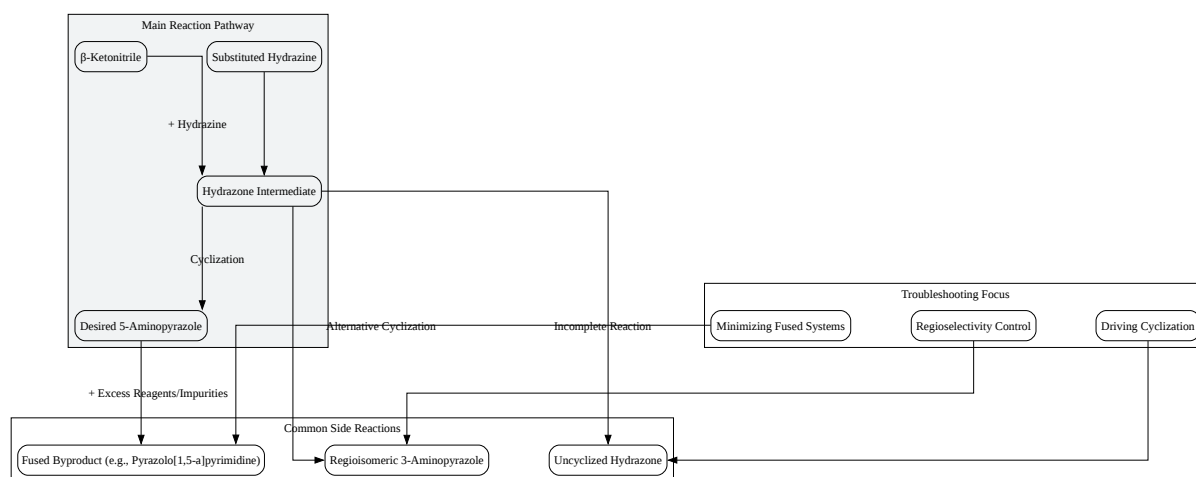 Main Reaction Pathway
β-Ketonitrile
Substituted Hydrazine
+ Hydrazine
Hydrazone Intermediate
Cyclization
Troubleshooting Focus
Desired 5-Aminopyrazole
Alternative Cyclization
Incomplete Reaction
Minimizing Fused Systems
Regioselectivity Control
Driving Cyclization
+ Excess Reagents/Impurities
Common Side Reactions
Fused Byproduct (e.g., Pyrazolo[1,5-a]pyrimidine)
Regioisomeric 3-Aminopyrazole
Uncyclized Hydrazone